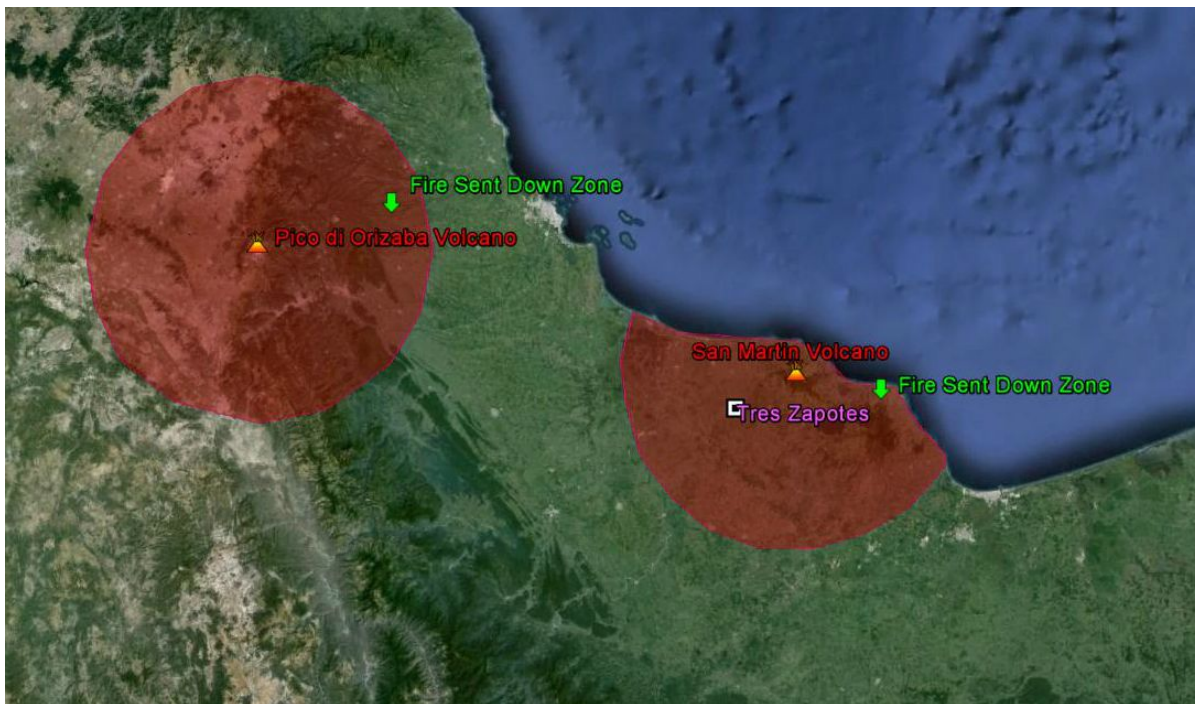 Fire Sent Down Zone
Pico di Orizaba Volcano
San Martin Volcano
Fire Sent Down Zone
Tres Zapotes